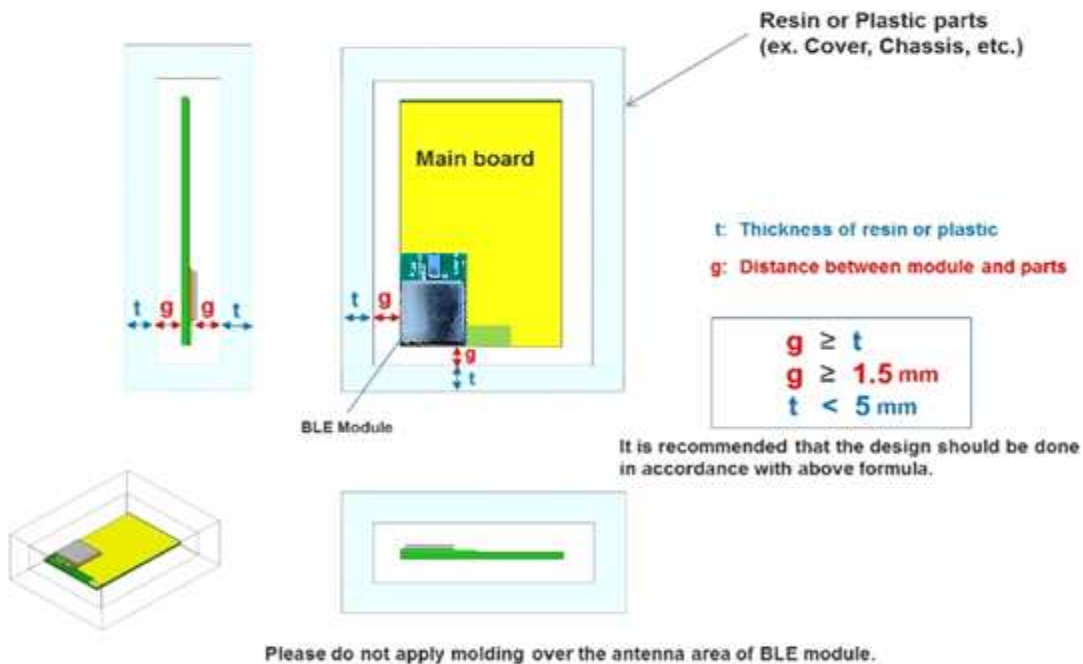 Resin or Plastic parts
(ex. Cover, Chassis, etc.)
Main board
t: Thickness of resin or plastic
g: Distance between module and parts
t g g t
t g
g
t
g ≥ t
g ≥ 1.5 mm
t < 5 mm
BLE Module
It is recommended that the design should be done
in accordance with above formula.
Please do not apply molding over the antenna area of BLE module.